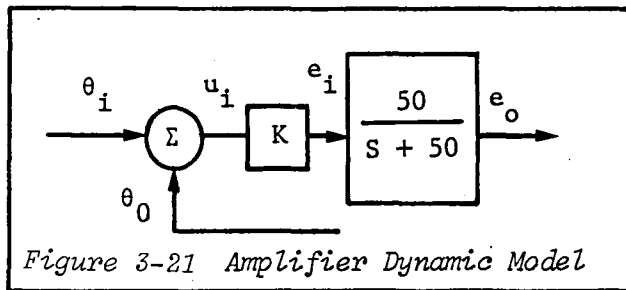 θi
ui
ei
eo
Σ
K
50
S + 50
θ0
Figure 3-21 Amplifier Dynamic Model